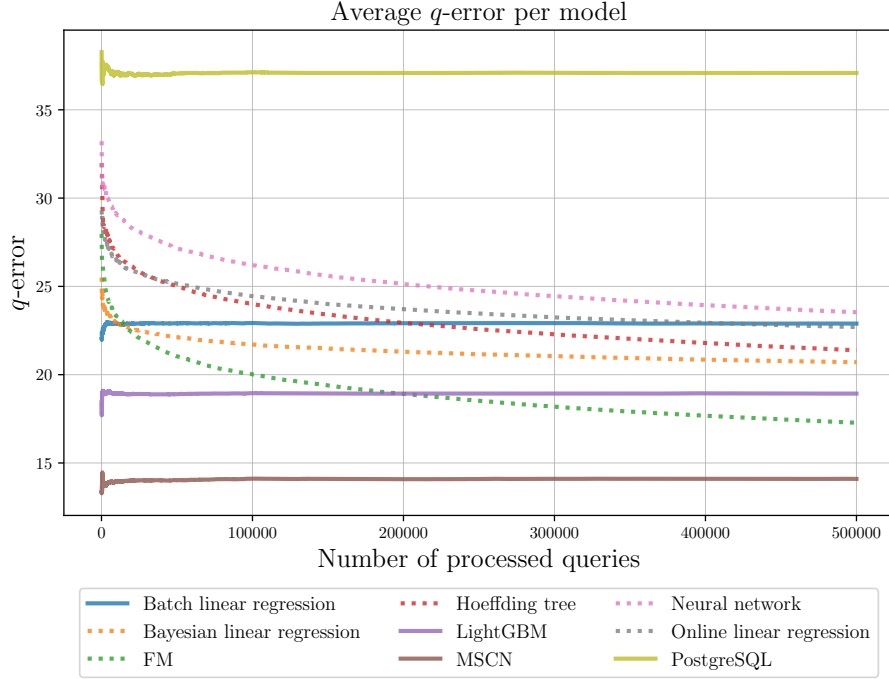 Average q-error per model
35
30
25
20
15
q-error
0
100000
200000
300000
400000
500000
Number of processed queries
Batch linear regression
Bayesian linear regression
FM
Hoeffding tree
LightGBM
MSCN
Neural network
Online linear regression
PostgreSQL